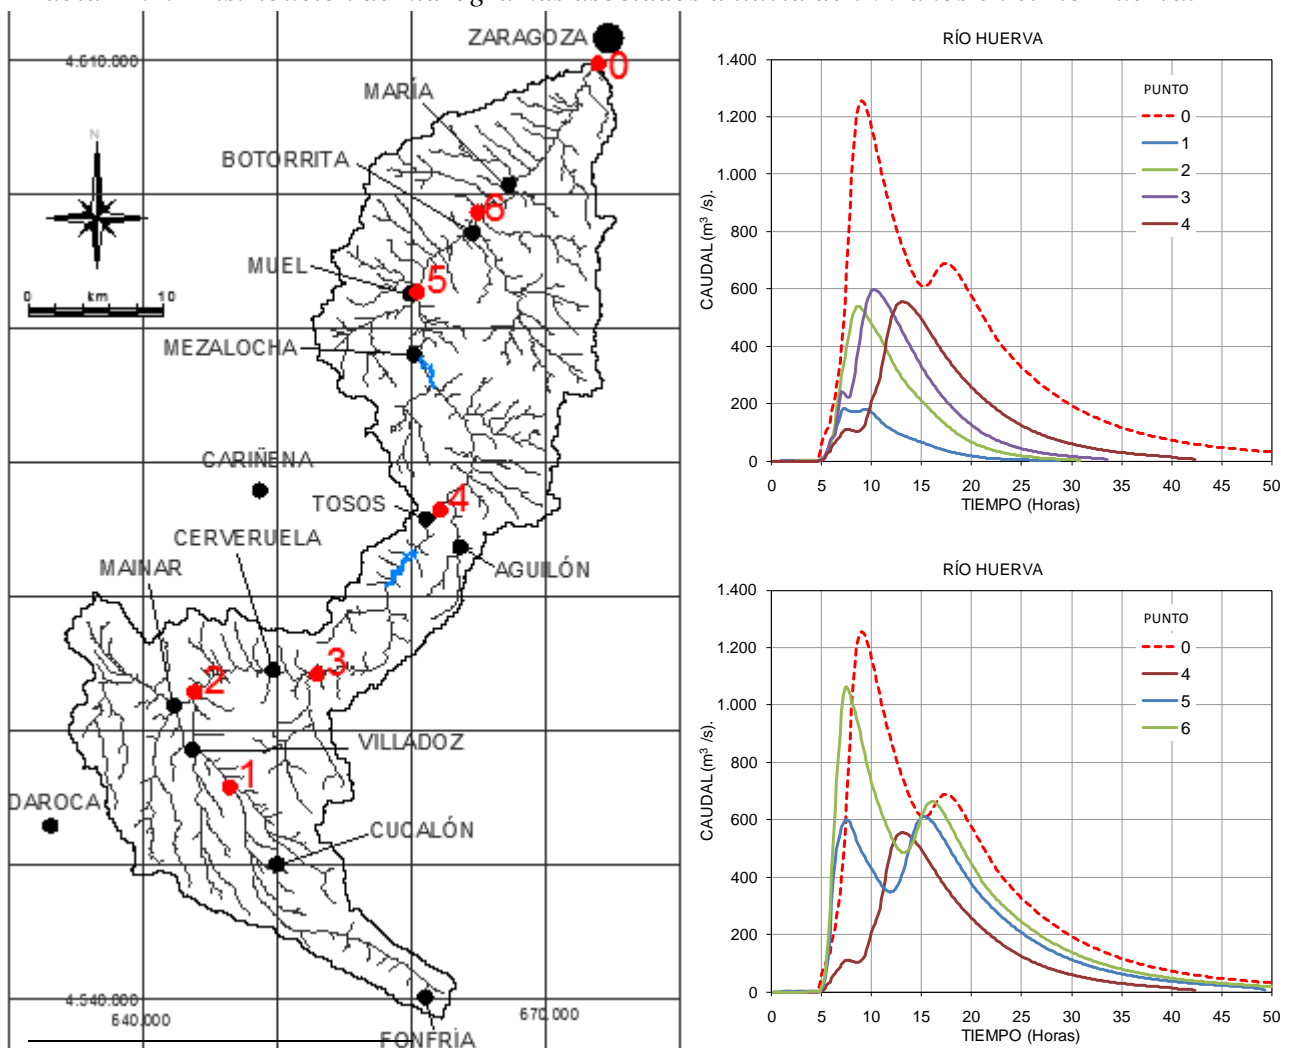 ZARAGOZA
0
4.610.000
MARÍA
N
BOTORRITA
6
MUEL
5
0 km 10
MEZALOCHA
CARIÑENA
TOSOS
4
CERVERUELA
MAINAR
AGUILÓN
3
2
VILLADOZ
1
DAROCA
CUCALÓN
4.540.000
640.000
670.000
FONFRÍA
RÍO HUERVA
CAUDAL (m³ /s).
1.400
1.200
1.000
800
600
400
200
0
PUNTO
0
1
2
3
4
0 5 10 15 20 25 30 35 40 45 50
TIEMPO (Horas)
RÍO HUERVA
CAUDAL (m³ /s).
1.400
1.200
1.000
800
600
400
200
0
PUNTO
0
4
5
6
0 5 10 15 20 25 30 35 40 45 50
TIEMPO (Horas)